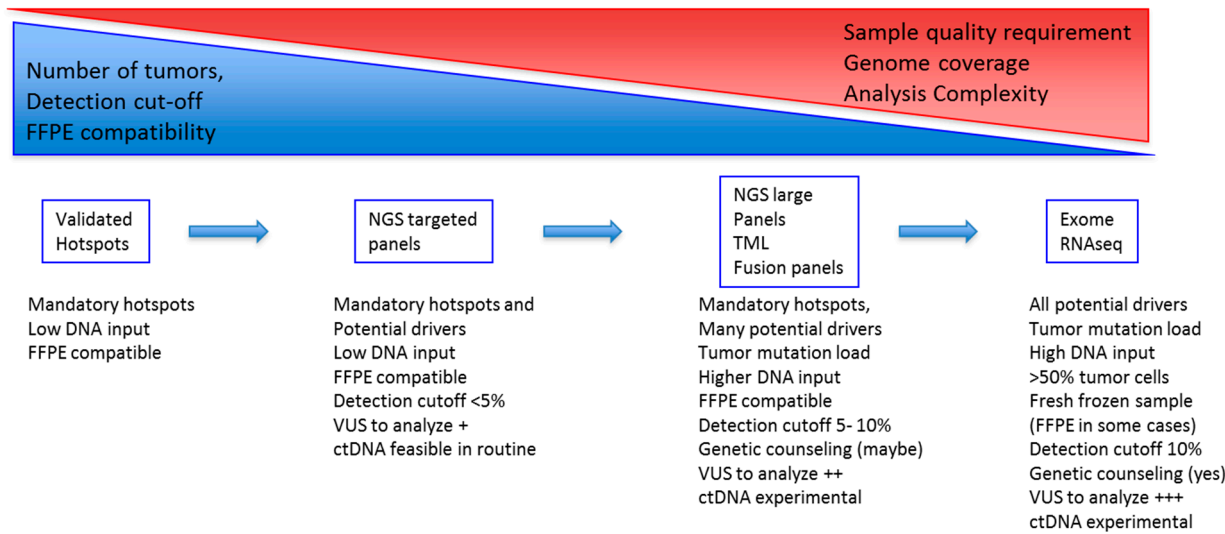 Number of tumors,
Detection cut-off
FFPE compatibility
Sample quality requirement
Genome coverage
Analysis Complexity
Validated
Hotspots
Mandatory hotspots
Low DNA input
FFPE compatible
NGS targeted
panels
Mandatory hotspots and
Potential drivers
Low DNA input
FFPE compatible
Detection cutoff <5%
VUS to analyze +
ctDNA feasible in routine
NGS large
Panels
TML
Fusion panels
Mandatory hotspots,
Many potential drivers
Tumor mutation load
Higher DNA input
FFPE compatible
Detection cutoff 5- 10%
Genetic counseling (maybe)
VUS to analyze ++
ctDNA experimental
Exome
RNAseq
All potential drivers
Tumor mutation load
High DNA input
>50% tumor cells
Fresh frozen sample
(FFPE in some cases)
Detection cutoff 10%
Genetic counseling (yes)
VUS to analyze +++
ctDNA experimental